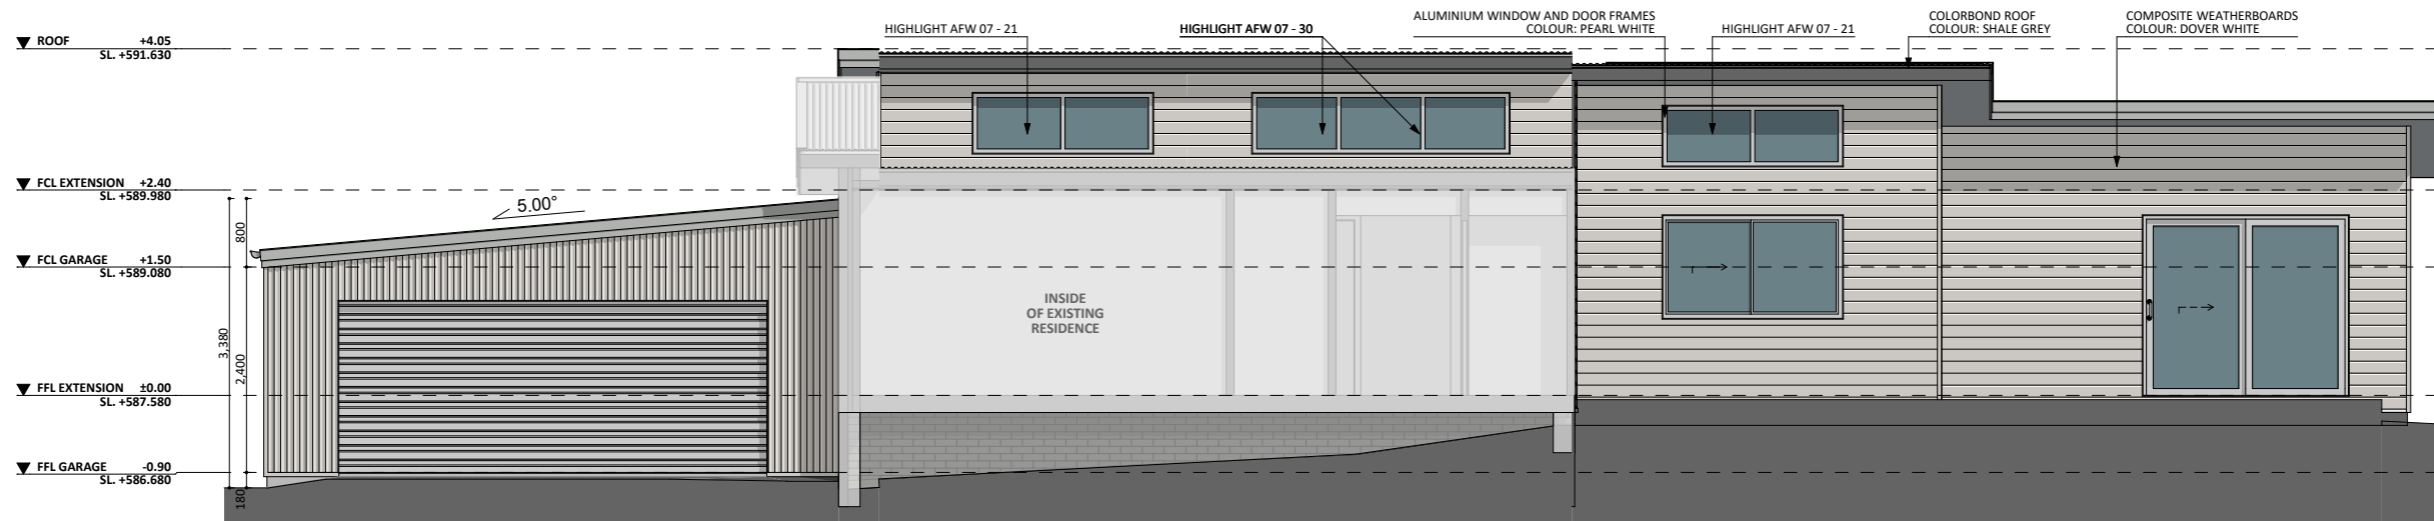 HIGHLIGHT AFW 07 - 21
HIGHLIGHT AFW 07 - 30
ALUMINIUM WINDOW AND DOOR FRAMES
COLOUR: PEARL WHITE
HIGHLIGHT AFW 07 - 21
COLORBOND ROOF
COLOUR: SHALE GREY
COMPOSITE WEATHERBOARDS
COLOUR: DOVER WHITE
ROOF +4.05
SL. +591.630
FCL EXTENSION +2.40
SL. +589.980
5.00°
800
FCL GARAGE +1.50
SL. +589.080
INSIDE
OF EXISTING
RESIDENCE
3,380
2,400
FFL EXTENSION ±0.00
SL. +587.580
FFL GARAGE -0.90
SL. +586.680
180